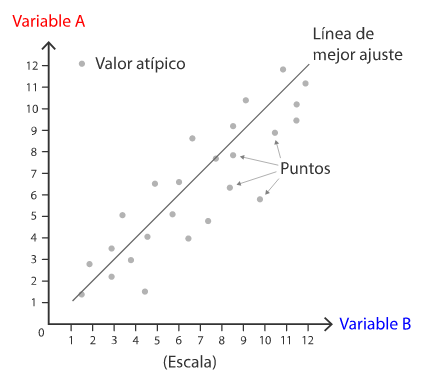 Variable A
Línea de
mejor ajuste
Valor atípico
12
11
10
9
8
7
6
5
4
3
2
1
0
Puntos
1 2 3 4 5 6 7 8 9 10 11 12
Variable B
(Escala)